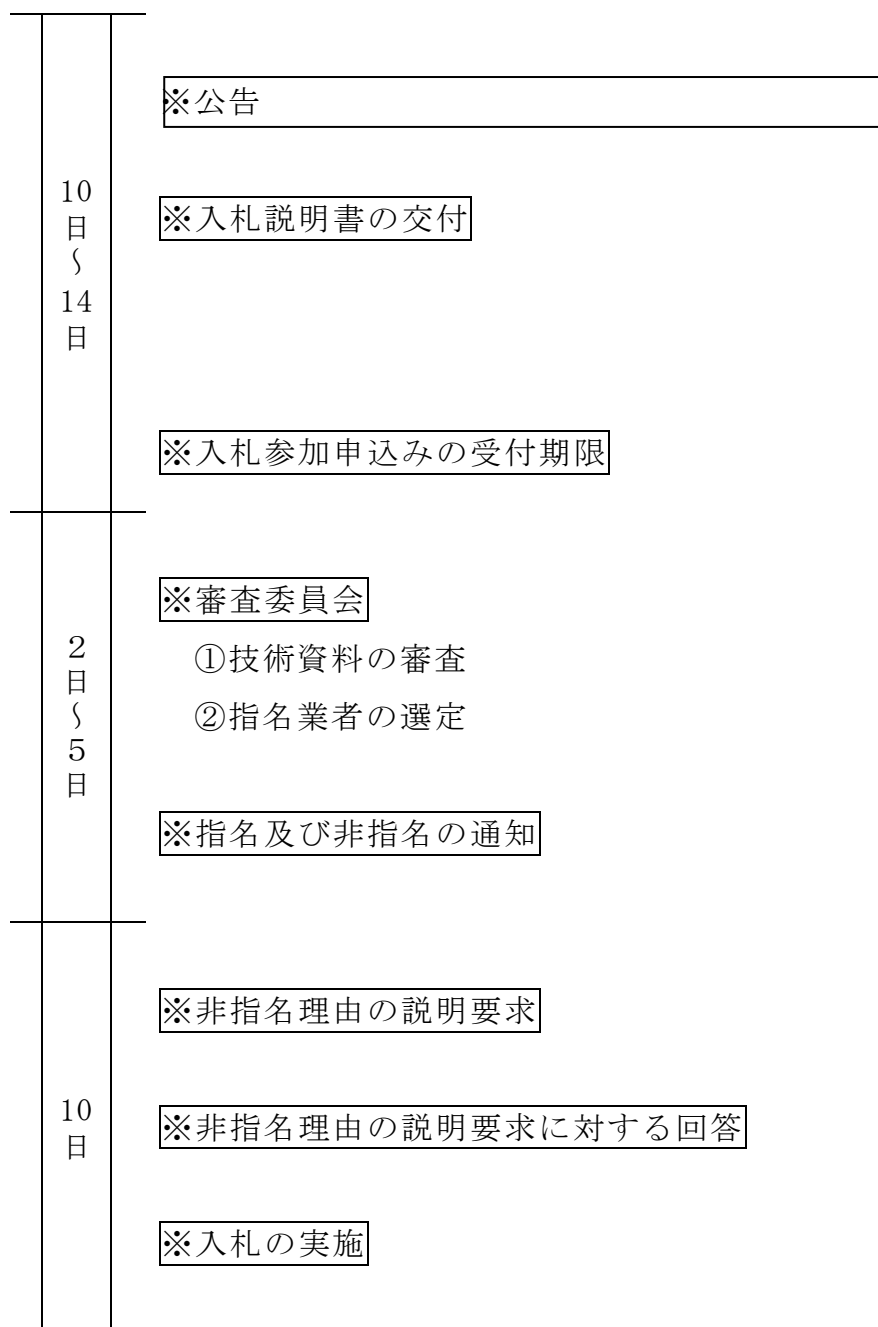 ※公告
10日～14日
※入札説明書の交付
※入札参加申込みの受付期限
※審査委員会
①技術資料の審査
２日～５日
②指名業者の選定
※指名及び非指名の通知
※非指名理由の説明要求
10日
※非指名理由の説明要求に対する回答
※入札の実施